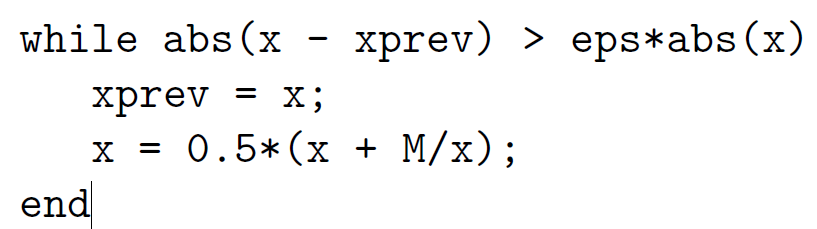 while abs(x - xprev) > eps*abs(x)
xprev = x;
x = 0.5*(x + M/x);
end